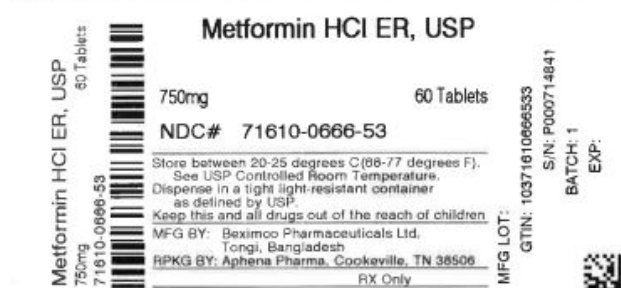 Metformin HCl ER, USP
60 Tablets
750mg
71610-0666-53
Metformin HCl ER, USP
750mg 60 Tablets
NDC# 71610-0666-53
Store between 20-25 degrees C(68-77 degrees F).
See USP Controlled Room Temperature.
Dispense in a tight light-resistant container
as defined by USP.
Keep this and all drugs out of the reach of children
MFG BY: Beximco Pharmaceuticals Ltd.
Tongi, Bangladesh
RPKG BY: Aphena Pharma, Cookeville, TN 38506
RX Only
MFG LOT:
GTIN: 10371610666533
S/N: P000714841
BATCH: 1
EXP: